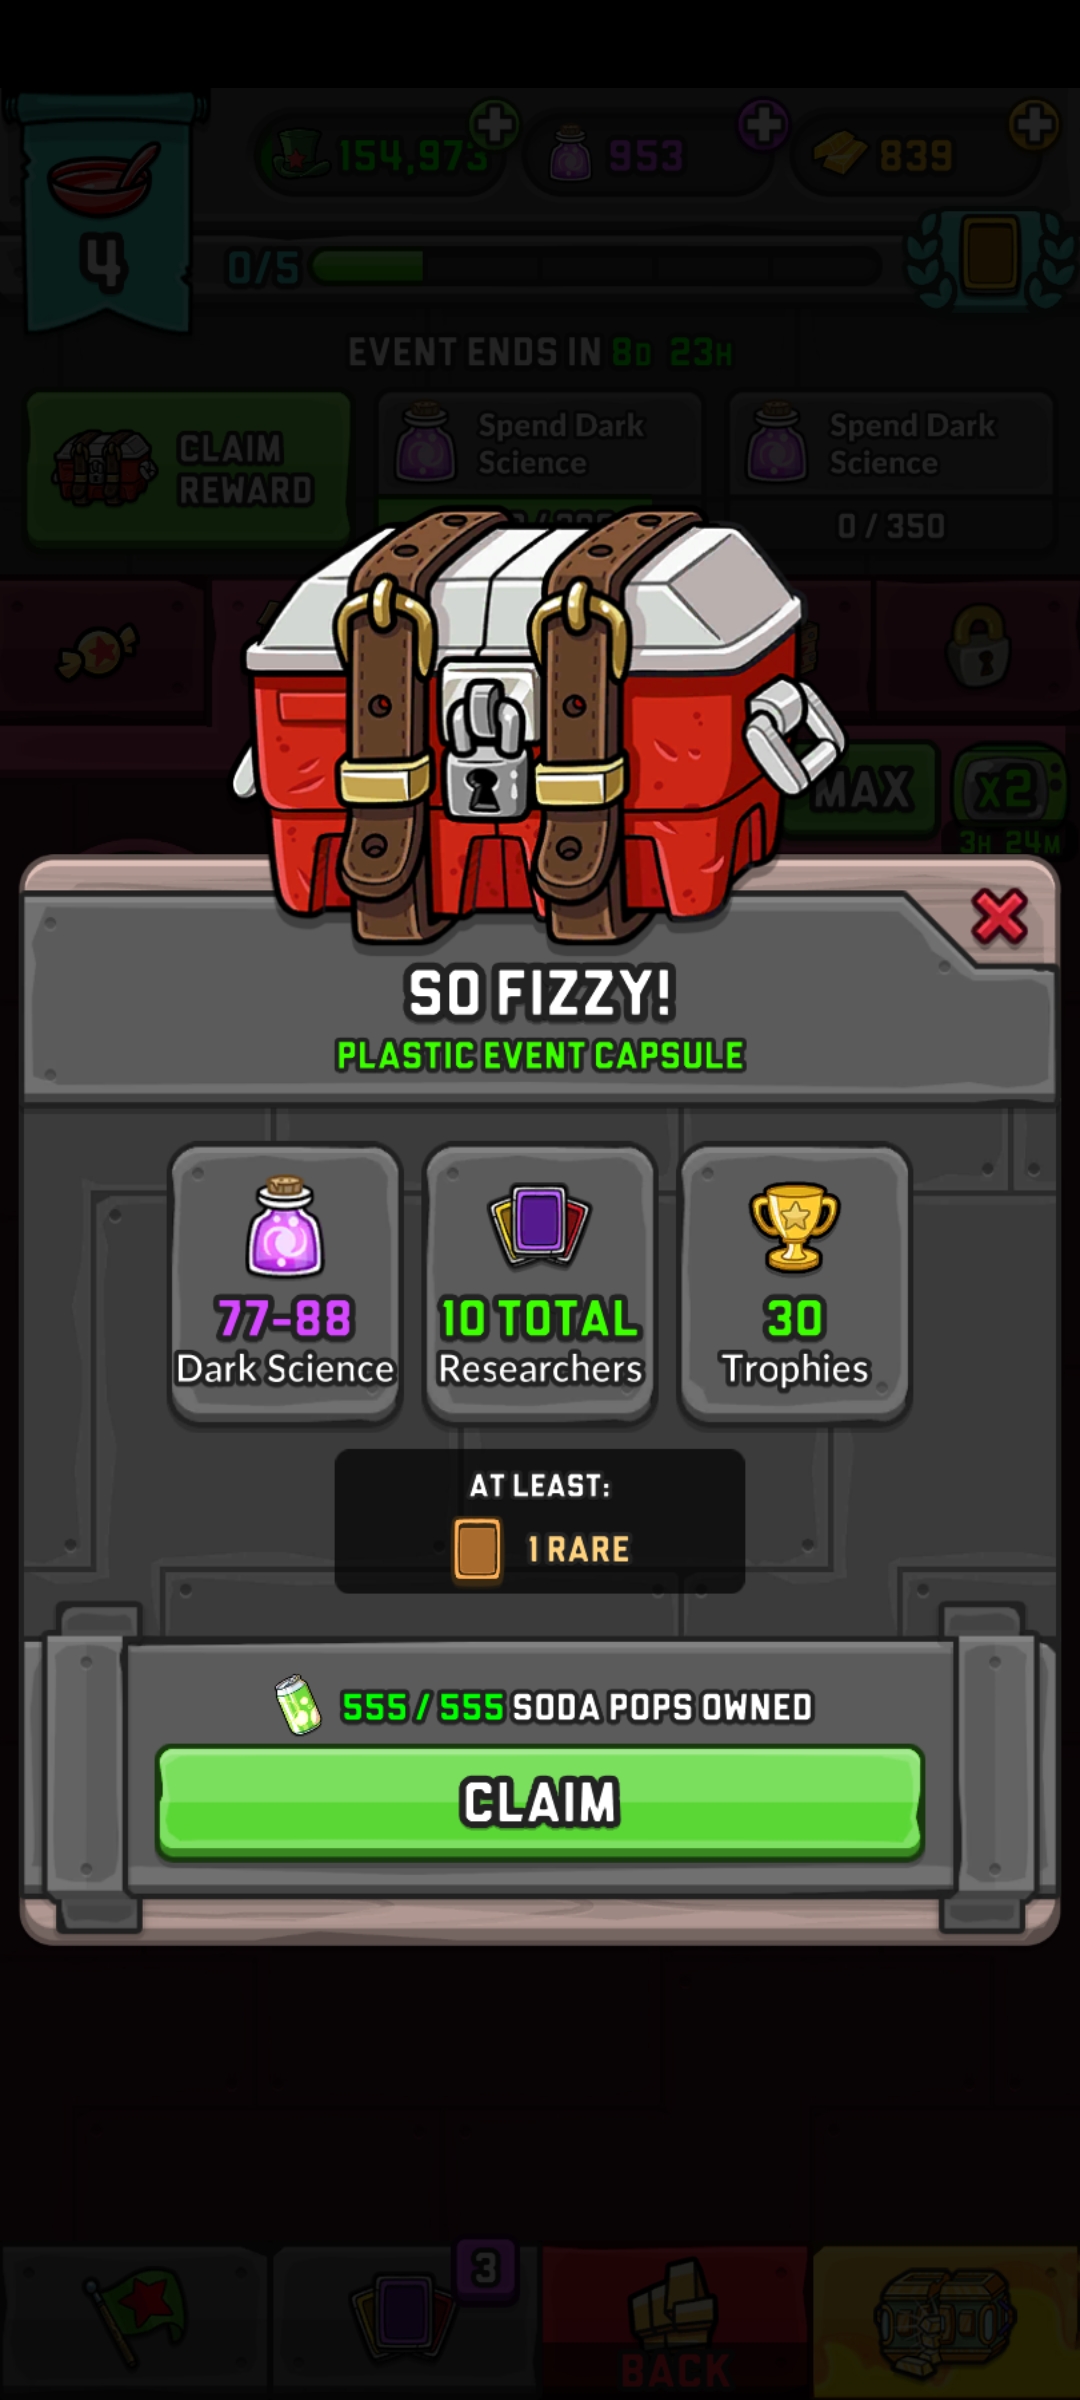 154,973
953
839
4
0/5
EVENT ENDS IN 8D 23H
CLAIM
REWARD
Spend Dark
Science
Spend Dark
Science
0 / 350
MAX
x2
3H 24M
SO FIZZY!
PLASTIC EVENT CAPSULE
77-88
Dark Science
10 TOTAL
Researchers
30
Trophies
AT LEAST:
1 RARE
555 / 555 SODA POPS OWNED
CLAIM
3
BACK